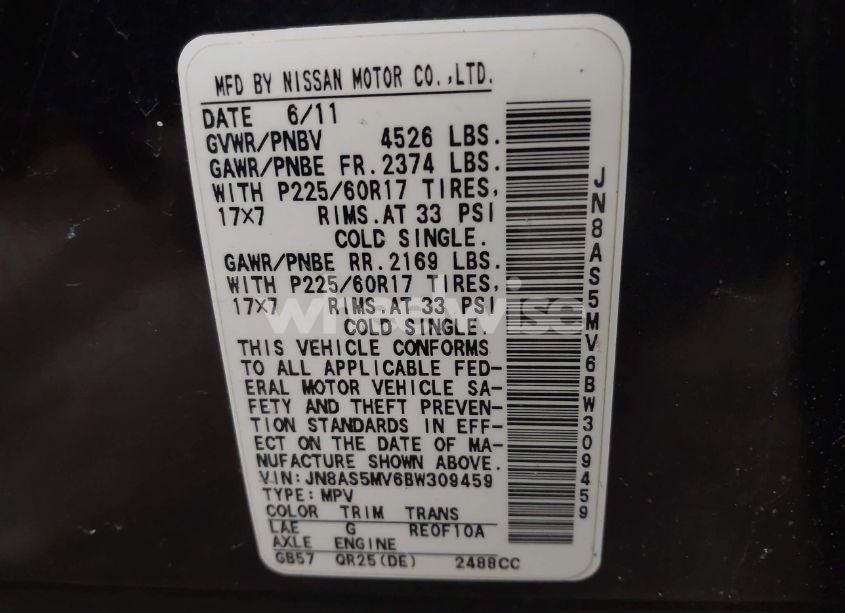 MFD BY NISSAN MOTOR CO.,LTD.
DATE 6/11
GVWR/PNBV 4526 LBS.
GAWR/PNBE FR.2374 LBS.
WITH P225/60R17 TIRES,
17×7 RIMS.AT 33 PSI
COLD SINGLE.
GAWR/PNBE RR.2169 LBS.
WITH P225/60R17 TIRES,
17×7 RIMS.AT 33 PSI
COLD SINGLE.
THIS VEHICLE CONFORMS
TO ALL APPLICABLE FED-
ERAL MOTOR VEHICLE SA-
FETY AND THEFT PREVEN-
TION STANDARDS IN EFF-
ECT ON THE DATE OF MA-
NUFACTURE SHOWN ABOVE.
VIN:JN8AS5MV6BW309459
TYPE:MPV
COLOR TRIM TRANS
LAE G RE0F10A
AXLE ENGINE
GB57 QR25(DE) 2488CC
JN8AS5MV6BW309459